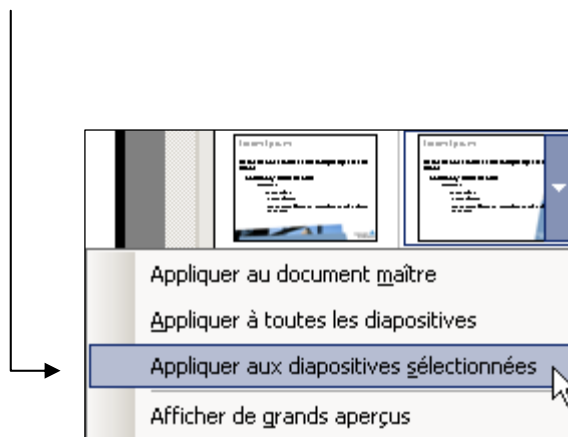 Appliquer au document maître
Appliquer à toutes les diapositives
Appliquer aux diapositives sélectionnées
Afficher de grands aperçus